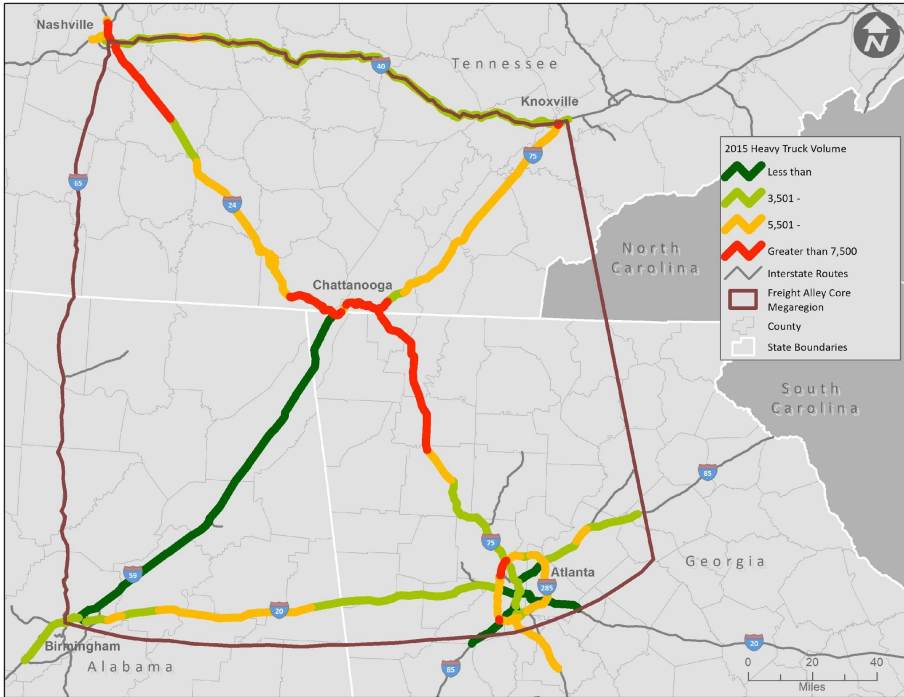 Nashville
Tennessee
40
Knoxville
N
75
65
24
2015 Heavy Truck Volume
Less than
3,501 -
5,501 -
Greater than 7,500
Interstate Routes
Freight Alley Core
Megaregion
County
State Boundaries
North
Carolina
Chattanooga
South
Carolina
85
75
Atlanta
Georgia
59
285
20
Birmingham
Alabama
85
20
0 20 40
Miles